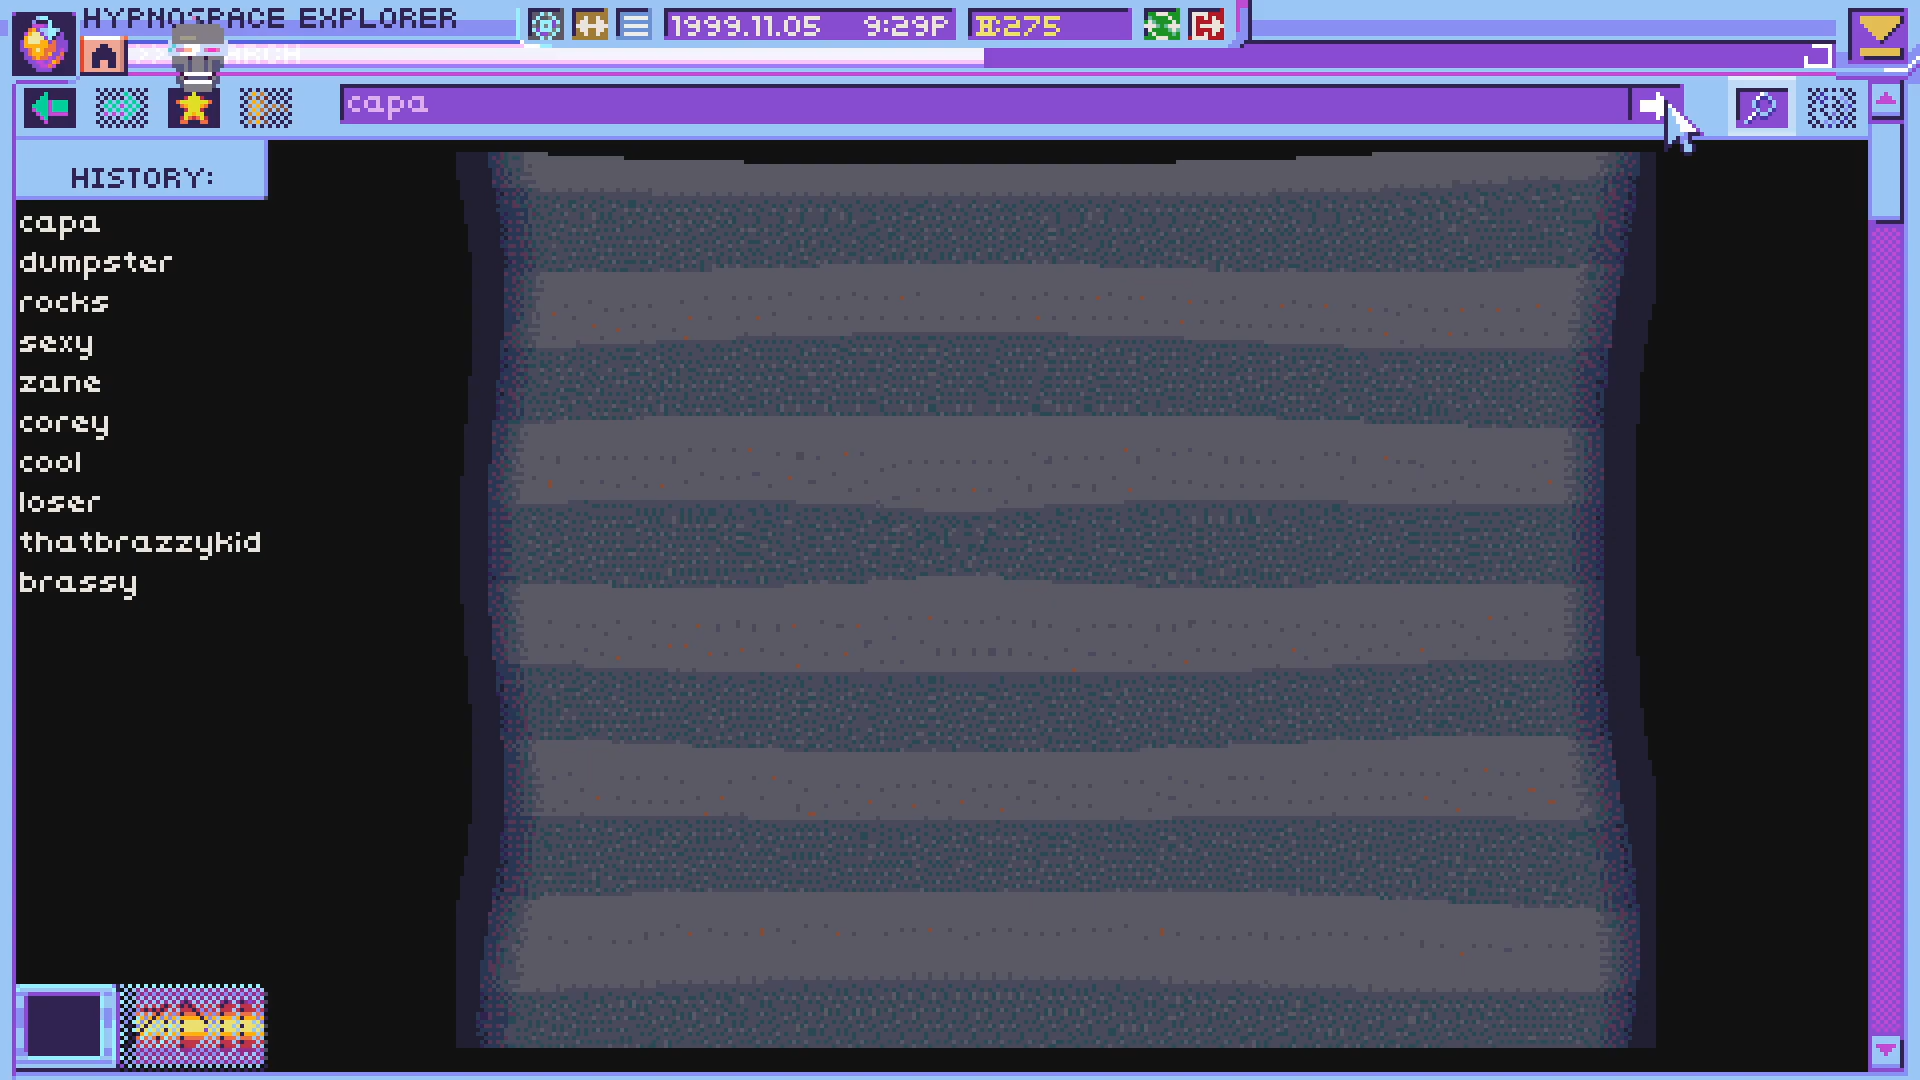 HYPNOSPACE EXPLORER
1999.11.05 9:29P
275
capa
HISTORY:
capa
dumpster
rocks
sexy
zane
corey
cool
loser
thatbrazzykid
brassy